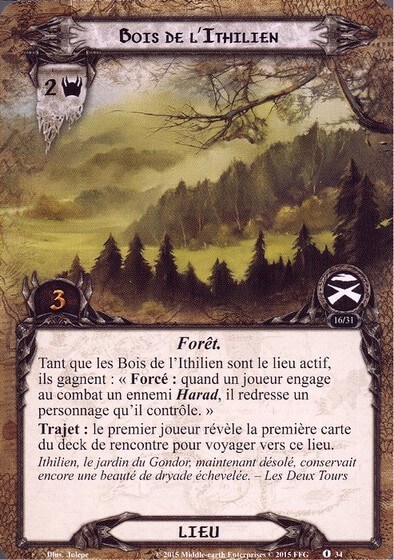 Bois de l'Ithilien
2
3
16/31
Forêt.
Tant que les Bois de l'Ithilien sont le lieu actif,
ils gagnent : « Forcé : quand un joueur engage
au combat un ennemi Harad, il redresse un
personnage qu'il contrôle. »
Trajet : le premier joueur révèle la première carte
du deck de rencontre pour voyager vers ce lieu.
Ithilien, le jardin du Gondor, maintenant désolé, conservait
encore une beauté de dryade échevelée. – Les Deux Tours
LIEU
Illus. Julepe © 2015 Middle-earth Enterprises © 2015 FFG 34